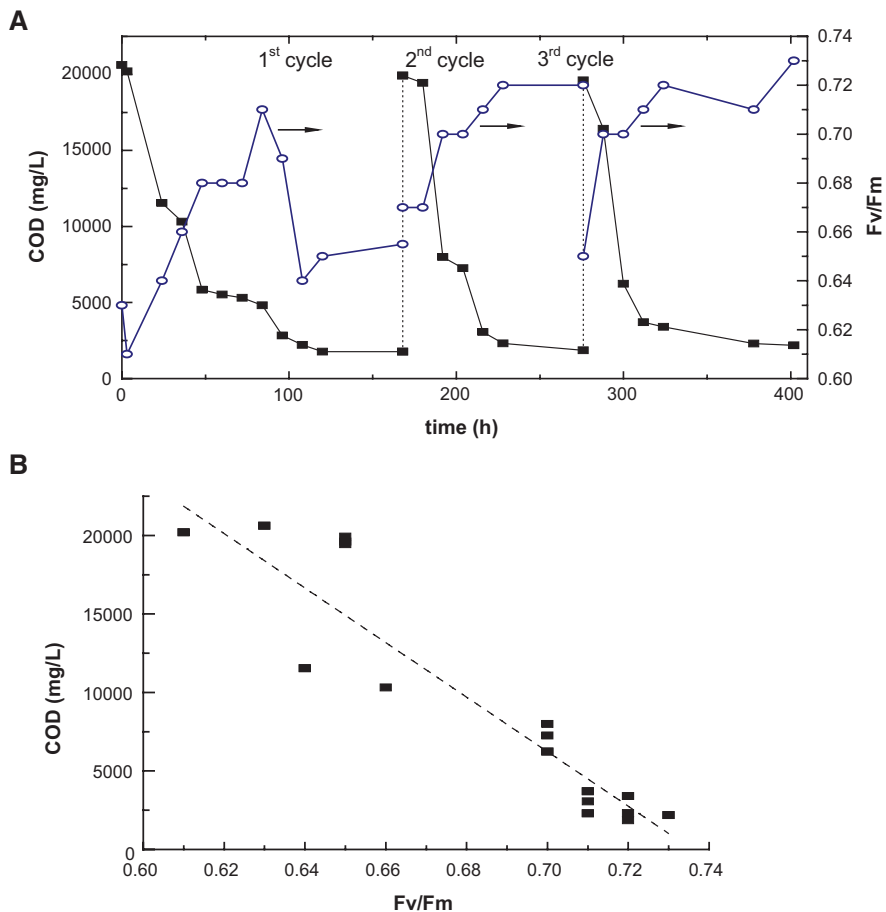 A
1st cycle 2nd cycle 3rd cycle
20000
15000
10000
5000
0
COD (mg/L)
0.74
0.72
0.70
0.68
0.66
0.64
0.62
0.60
Fv/Fm
0 100 200 300 400
time (h)
B
20000
15000
10000
5000
0
COD (mg/L)
0.60 0.62 0.64 0.66 0.68 0.70 0.72 0.74
Fv/Fm